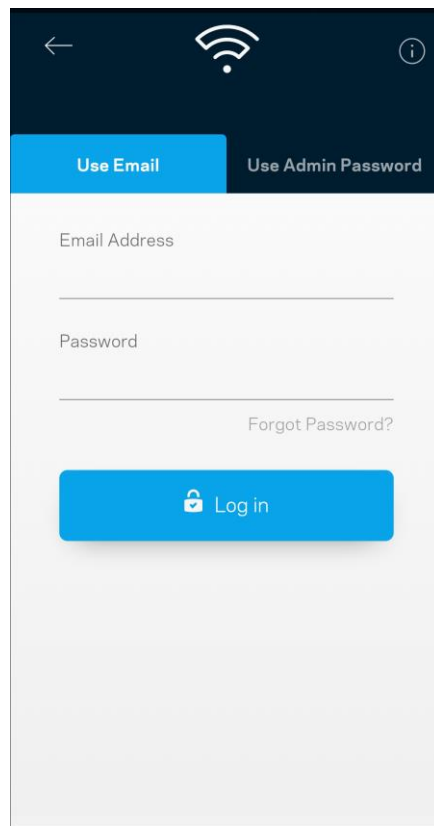 Use Email
Use Admin Password
Email Address
Password
Forgot Password?
Log in